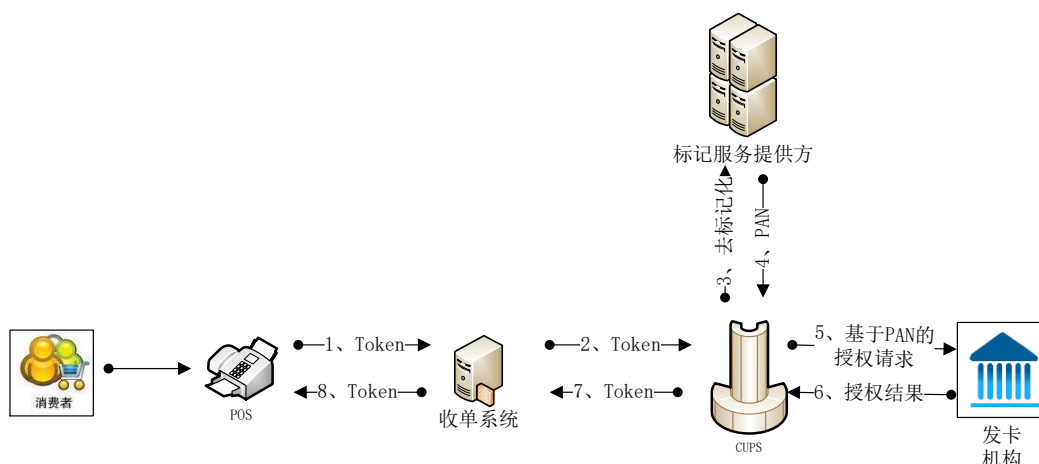 标记服务提供方
3、去标记化
4、PAN
消费者
POS
1、Token
8、Token
收单系统
2、Token
7、Token
CUPS
5、基于PAN的
授权请求
6、授权结果
发卡
机构